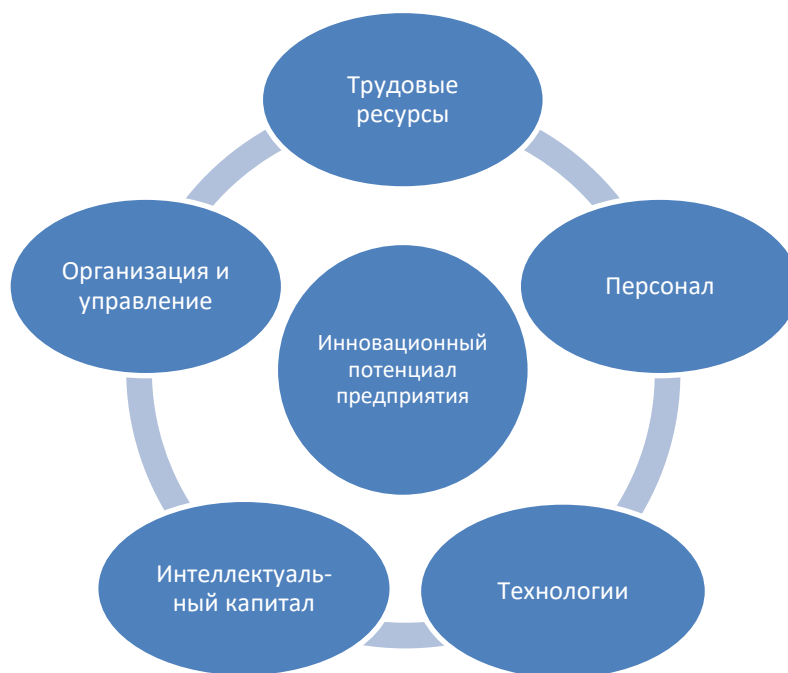 Трудовые
ресурсы
Организация и
управление
Персонал
Инновационный
потенциал
предприятия
Интеллектуаль-
ный капитал
Технологии